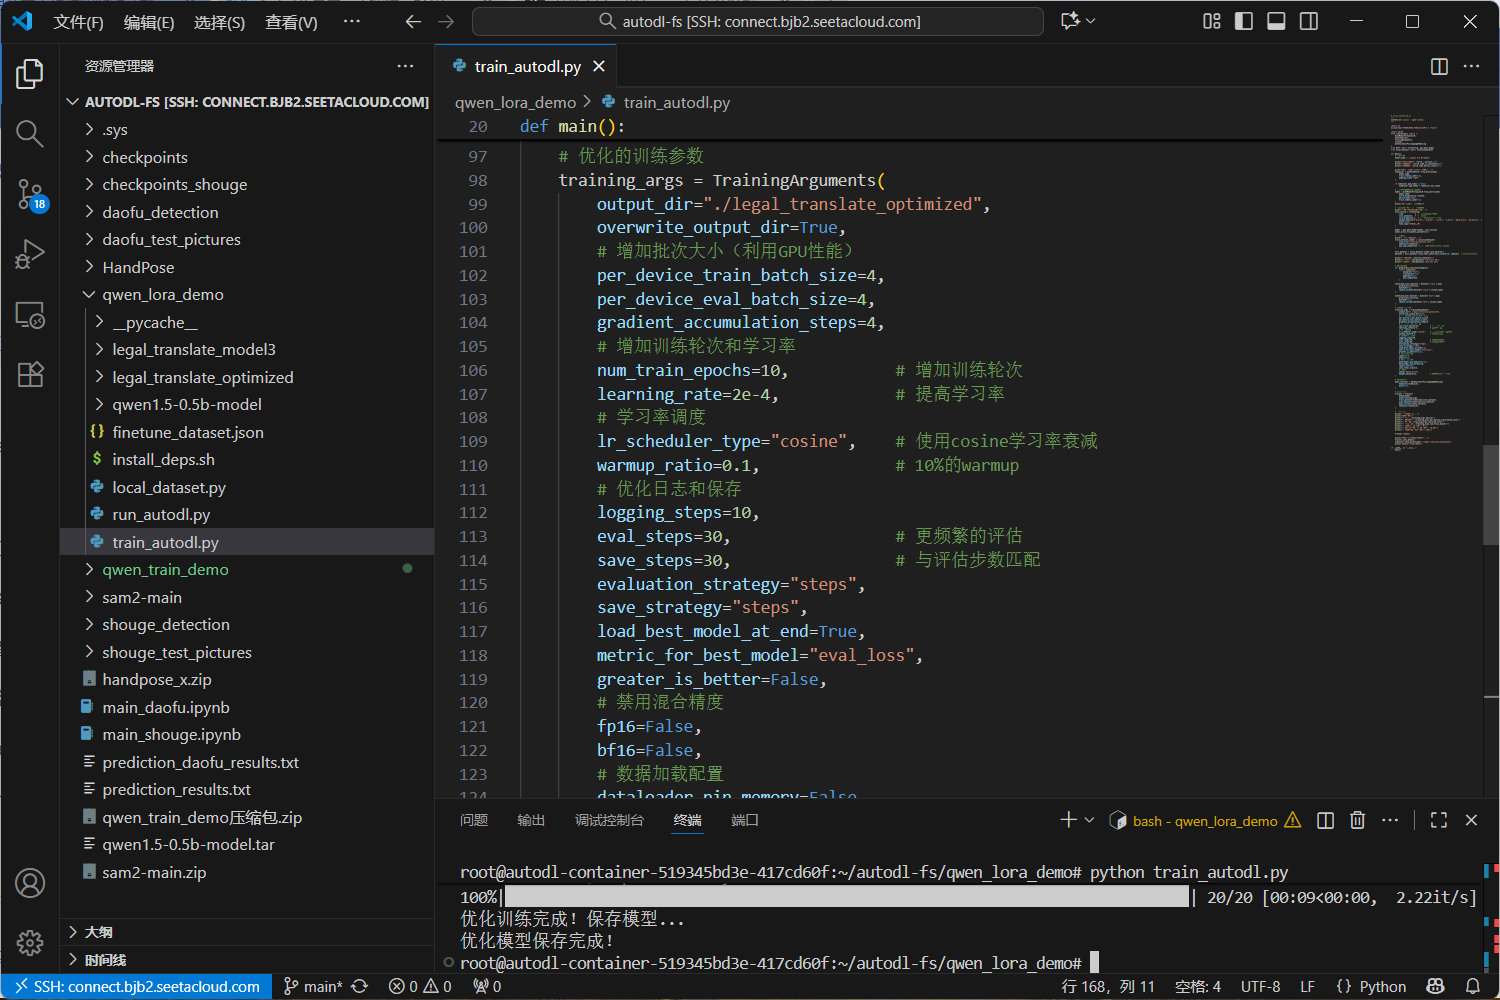 文件(F) 编辑(E) 选择(S) 查看(V) ··· autodl-fs [SSH: connect.bjb2.seetacloud.com]
资源管理器
AUTODL-FS [SSH: CONNECT.BJB2.SEETACLOUD.COM]
.sys
checkpoints
checkpoints_shouge
daofu_detection
daofu_test_pictures
HandPose
qwen_lora_demo
__pycache__
legal_translate_model3
legal_translate_optimized
qwen1.5-0.5b-model
finetune_dataset.json
install_deps.sh
local_dataset.py
run_autodl.py
train_autodl.py
qwen_train_demo
sam2-main
shouge_detection
shouge_test_pictures
handpose_x.zip
main_daofu.ipynb
main_shouge.ipynb
prediction_daofu_results.txt
prediction_results.txt
qwen_train_demo压缩包.zip
qwen1.5-0.5b-model.tar
sam2-main.zip
大纲
时间线
18
train_autodl.py
qwen_lora_demo > train_autodl.py
20 def main():
97 # 优化的训练参数
98 training_args = TrainingArguments(
99 output_dir="./legal_translate_optimized",
100 overwrite_output_dir=True,
101 # 增加批次大小（利用GPU性能）
102 per_device_train_batch_size=4,
103 per_device_eval_batch_size=4,
104 gradient_accumulation_steps=4,
105 # 增加训练轮次和学习率
106 num_train_epochs=10, # 增加训练轮次
107 learning_rate=2e-4, # 提高学习率
108 # 学习率调度
109 lr_scheduler_type="cosine", # 使用cosine学习率衰减
110 warmup_ratio=0.1, # 10%的warmup
111 # 优化日志和保存
112 logging_steps=10,
113 eval_steps=30, # 更频繁的评估
114 save_steps=30, # 与评估步数匹配
115 evaluation_strategy="steps",
116 save_strategy="steps",
117 load_best_model_at_end=True,
118 metric_for_best_model="eval_loss",
119 greater_is_better=False,
120 # 禁用混合精度
121 fp16=False,
122 bf16=False,
123 # 数据加载配置
124 dataloader_pin_memory=False
问题 输出 调试控制台 终端 端口 bash - qwen_lora_demo
root@autodl-container-519345bd3e-417cd60f:~/autodl-fs/qwen_lora_demo# python train_autodl.py
100%| | 20/20 [00:09<00:00, 2.22it/s]
优化训练完成！保存模型...
优化模型保存完成！
root@autodl-container-519345bd3e-417cd60f:~/autodl-fs/qwen_lora_demo#
SSH: connect.bjb2.seetacloud.com main* 0 0 0 行 168，列 11 空格: 4 UTF-8 LF {} Python